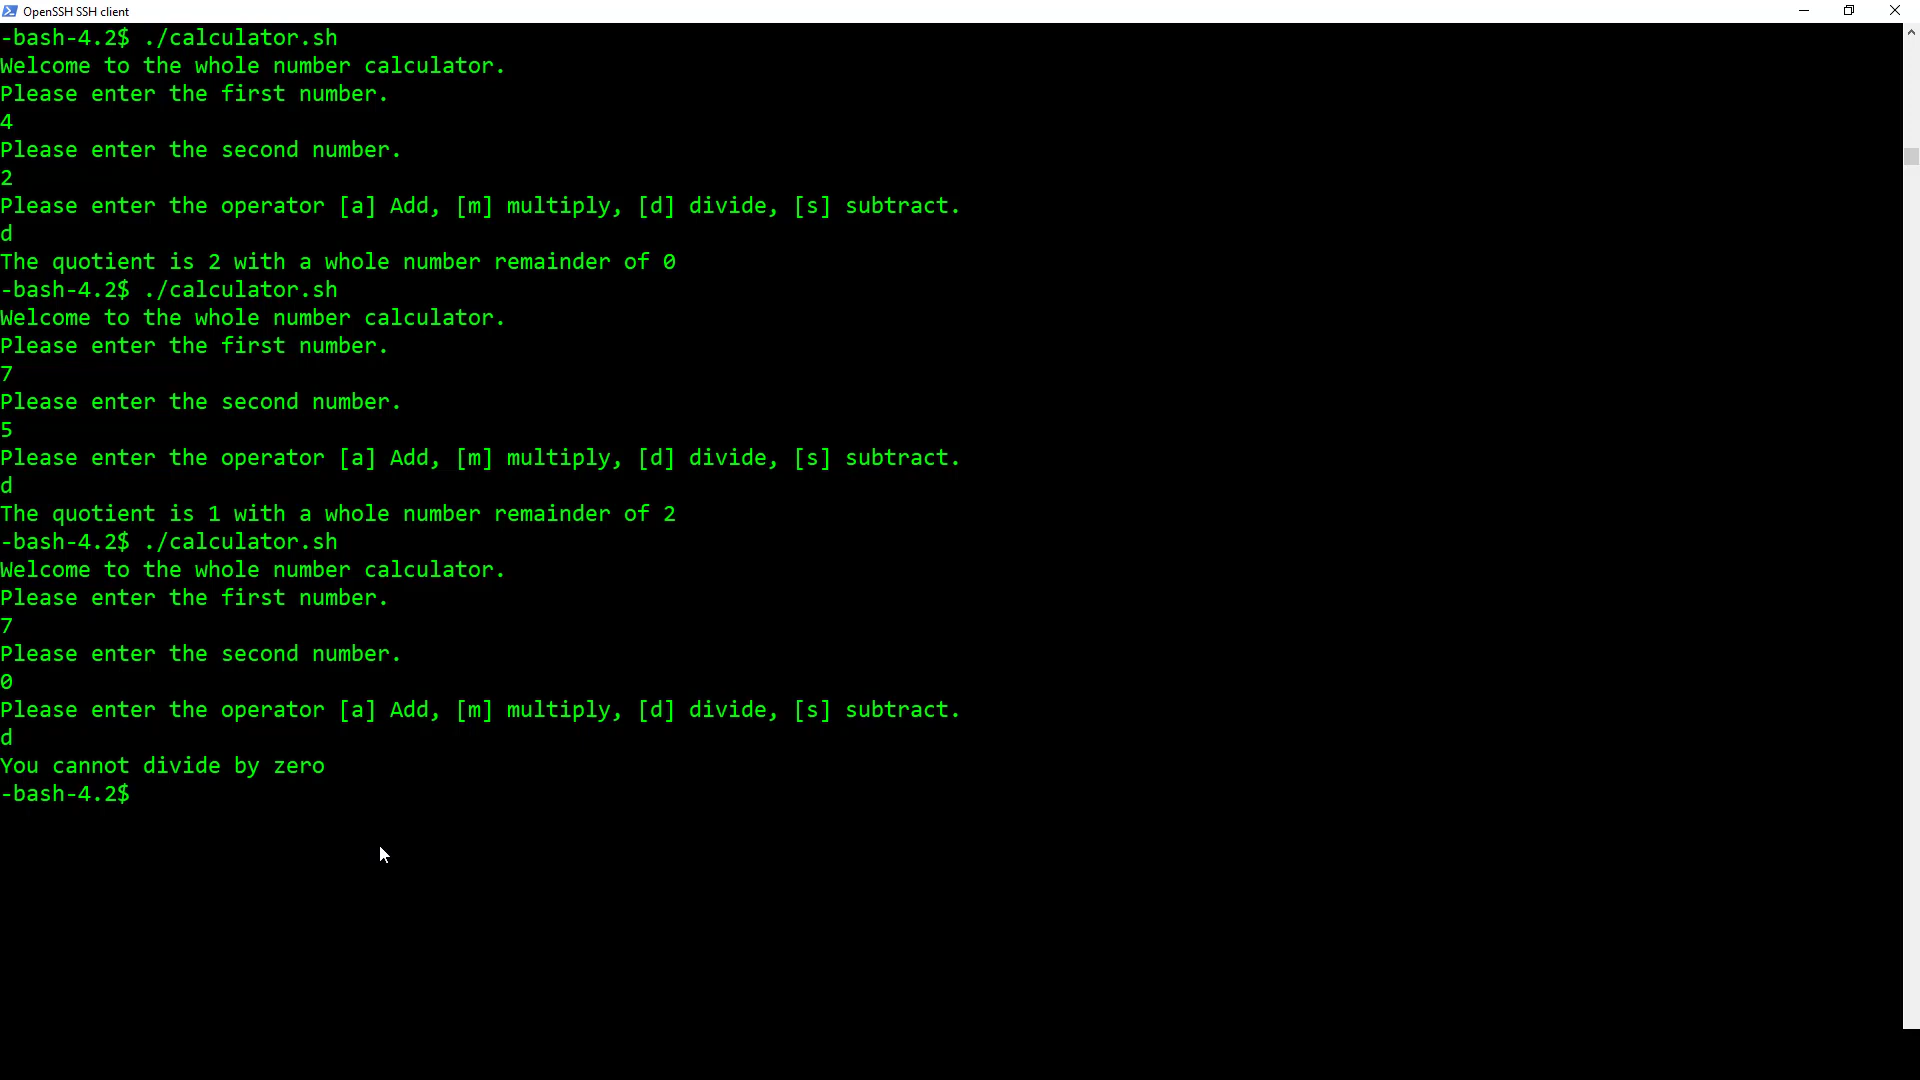 OpenSSH SSH client
-bash-4.2$ ./calculator.sh
Welcome to the whole number calculator.
Please enter the first number.
4
Please enter the second number.
2
Please enter the operator [a] Add, [m] multiply, [d] divide, [s] subtract.
d
The quotient is 2 with a whole number remainder of 0
-bash-4.2$ ./calculator.sh
Welcome to the whole number calculator.
Please enter the first number.
7
Please enter the second number.
5
Please enter the operator [a] Add, [m] multiply, [d] divide, [s] subtract.
d
The quotient is 1 with a whole number remainder of 2
-bash-4.2$ ./calculator.sh
Welcome to the whole number calculator.
Please enter the first number.
7
Please enter the second number.
0
Please enter the operator [a] Add, [m] multiply, [d] divide, [s] subtract.
d
You cannot divide by zero
-bash-4.2$